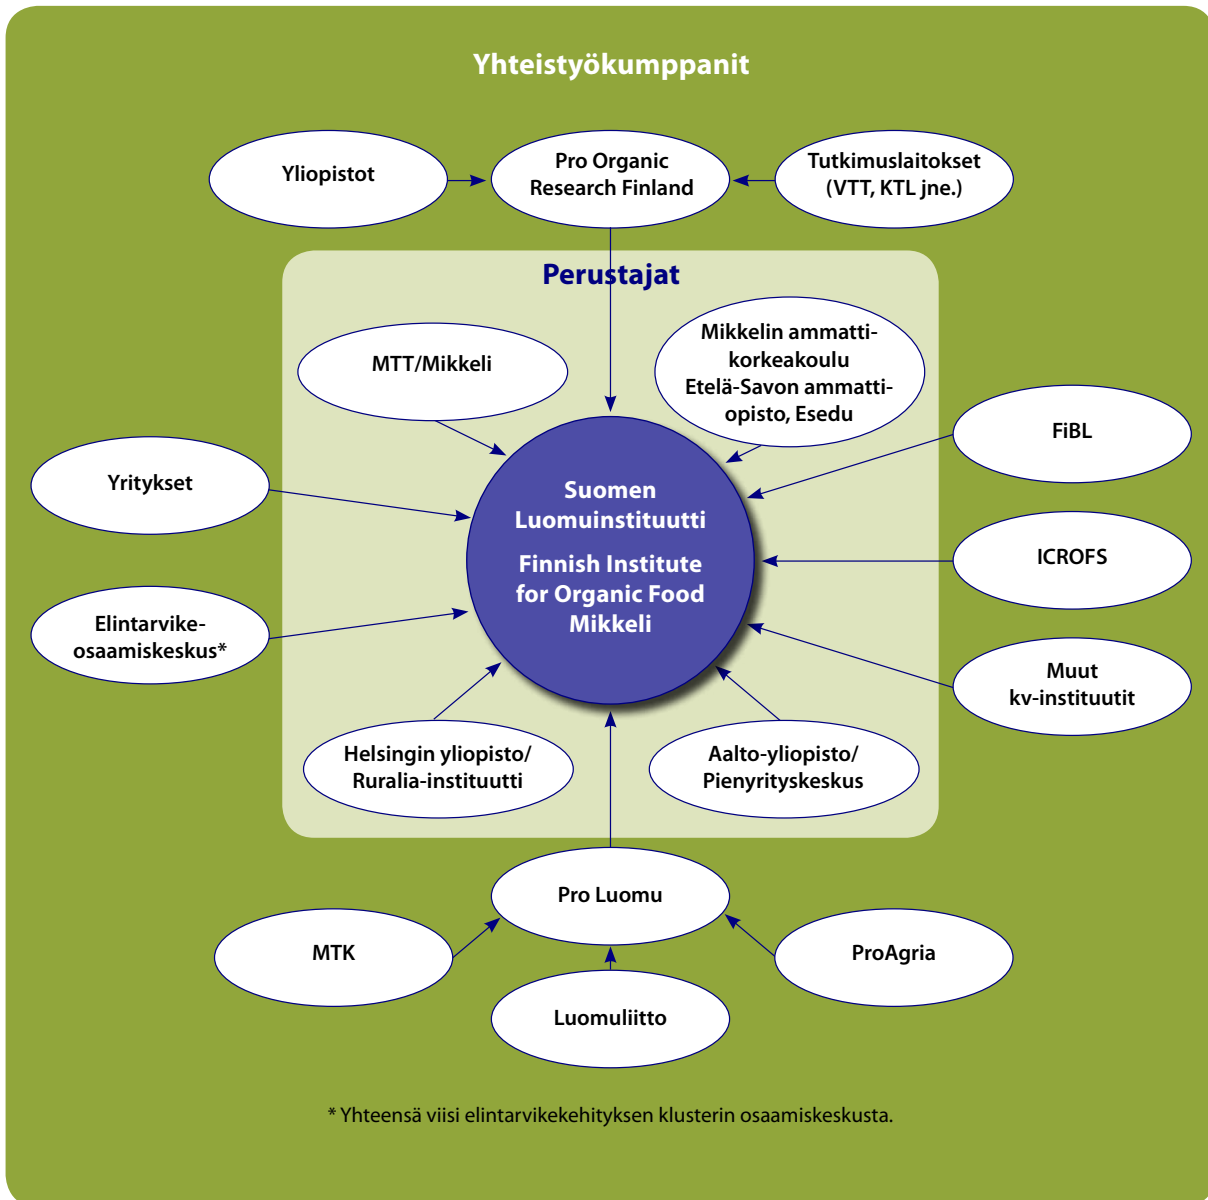 Yhteistyökumppanit
Yliopistot
Pro Organic
Research Finland
Tutkimuslaitokset
(VTT, KTL jne.)
Perustajat
MTT/Mikkeli
Mikkelin ammatti-
korkeakoulu
Etelä-Savon ammatti-
opisto, Esedu
FiBL
Yritykset
Suomen
Luomuinstituutti
Finnish Institute
for Organic Food
Mikkeli
ICROFS
Elintarvike-
osaamiskeskus*
Muut
kv-instituutit
Helsingin yliopisto/
Ruralia-instituutti
Aalto-yliopisto/
Pienyrityskeskus
Pro Luomu
MTK
ProAgria
Luomuliitto
* Yhteensä viisi elintarvikekehityksen klusterin osaamiskeskusta.